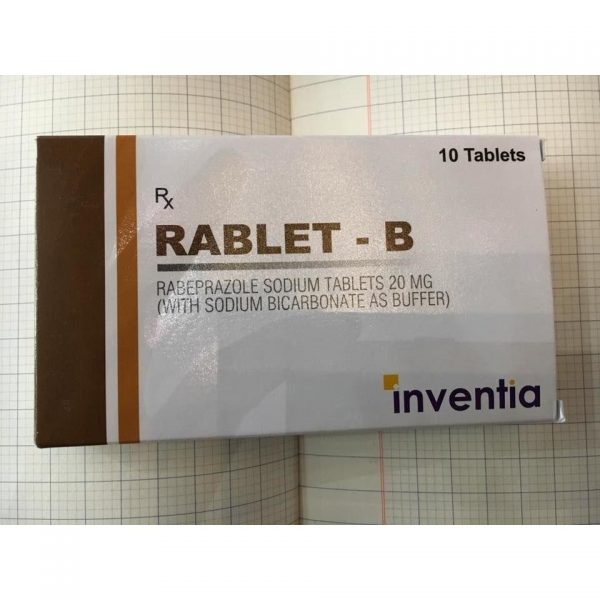 10 Tablets
Rx
RABLET - B
RABEPRAZOLE SODIUM TABLETS 20 MG
(WITH SODIUM BICARBONATE AS BUFFER)
inventia